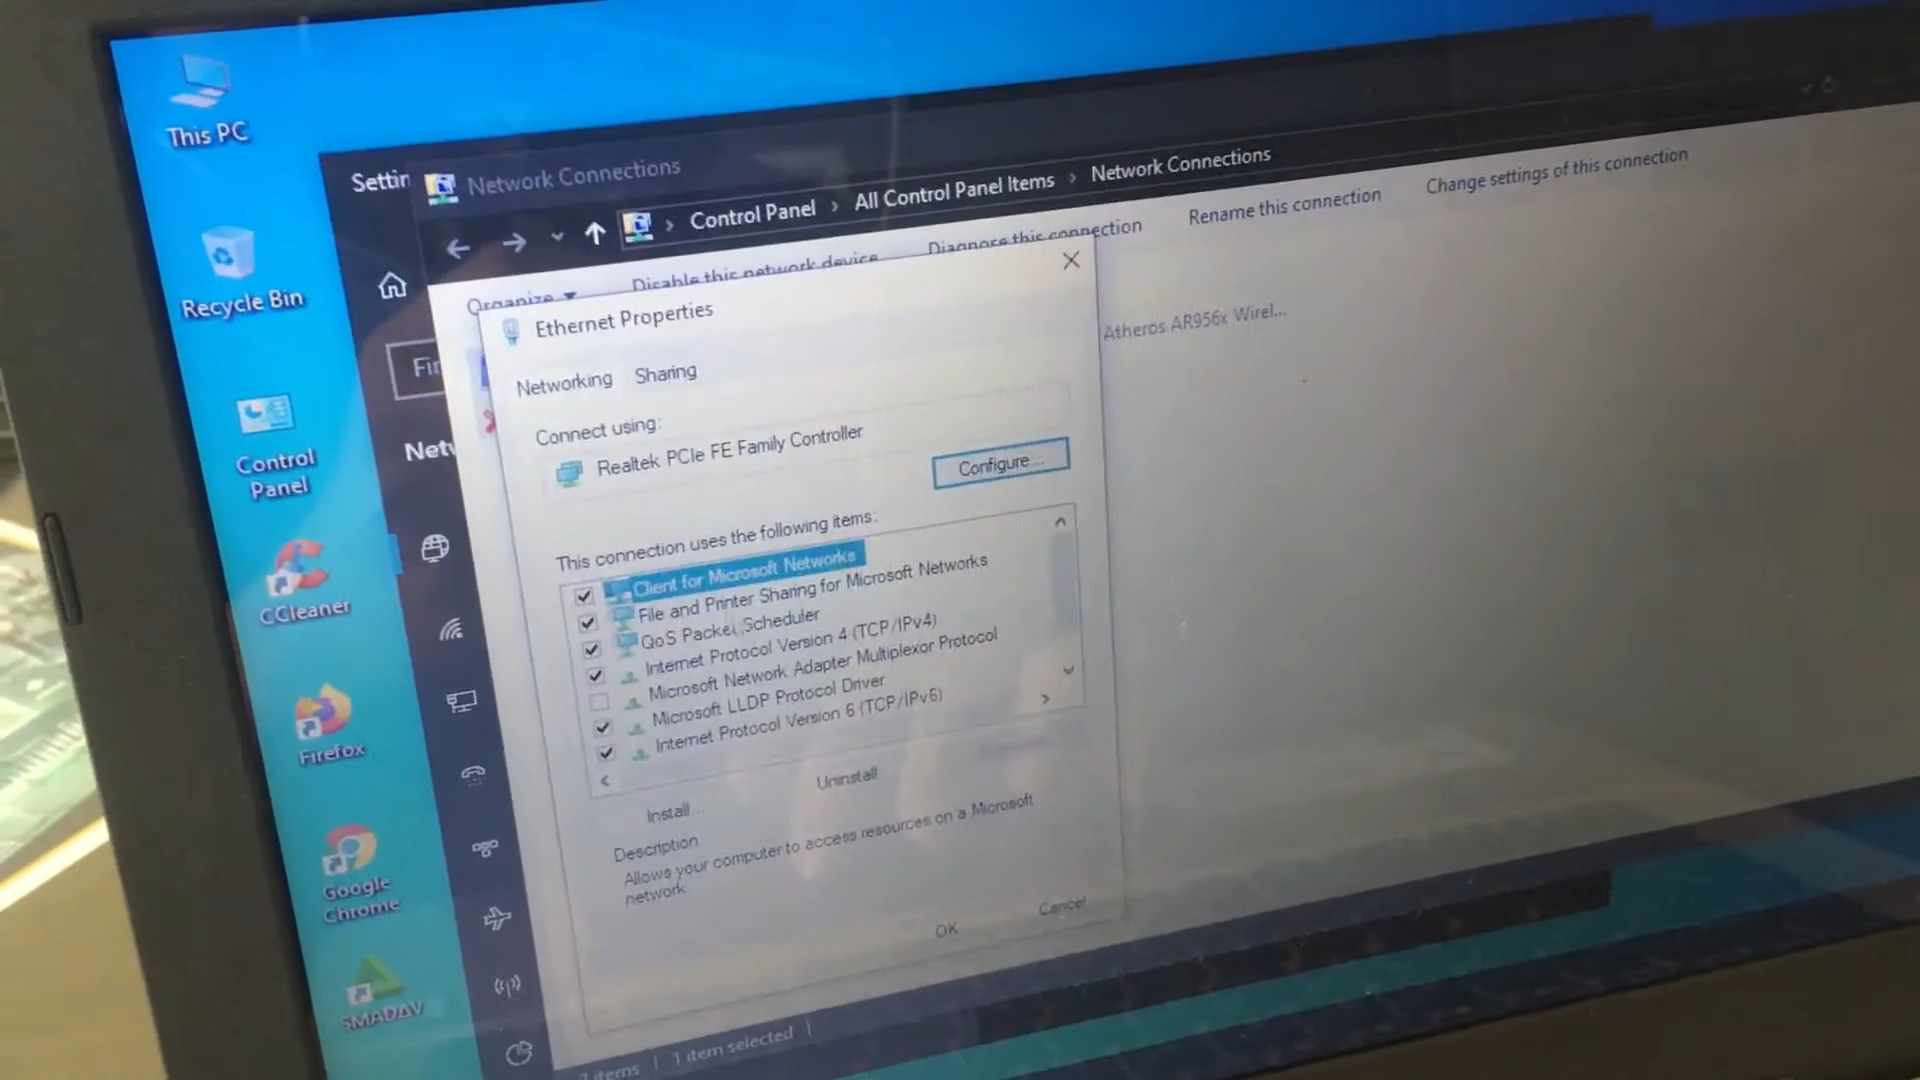 This PC
Recycle Bin
Control
Panel
CCleaner
Firefox
Google
Chrome
SMADAV
Settin
Network Connections
Control Panel > All Control Panel Items > Network Connections
Organize
Disable this network device
Diagnose this connection
Rename this connection
Change settings of this connection
Fin
Netw
Atheros AR956x Wirel...
Ethernet Properties
Networking
Sharing
Connect using:
Realtek PCIe FE Family Controller
Configure...
This connection uses the following items:
Client for Microsoft Networks
File and Printer Sharing for Microsoft Networks
QoS Packet Scheduler
Internet Protocol Version 4 (TCP/IPv4)
Microsoft Network Adapter Multiplexor Protocol
Microsoft LLDP Protocol Driver
Internet Protocol Version 6 (TCP/IPv6)
Install...
Uninstall
Description
Allows your computer to access resources on a Microsoft
network.
OK
Cancel
2 items
1 item selected